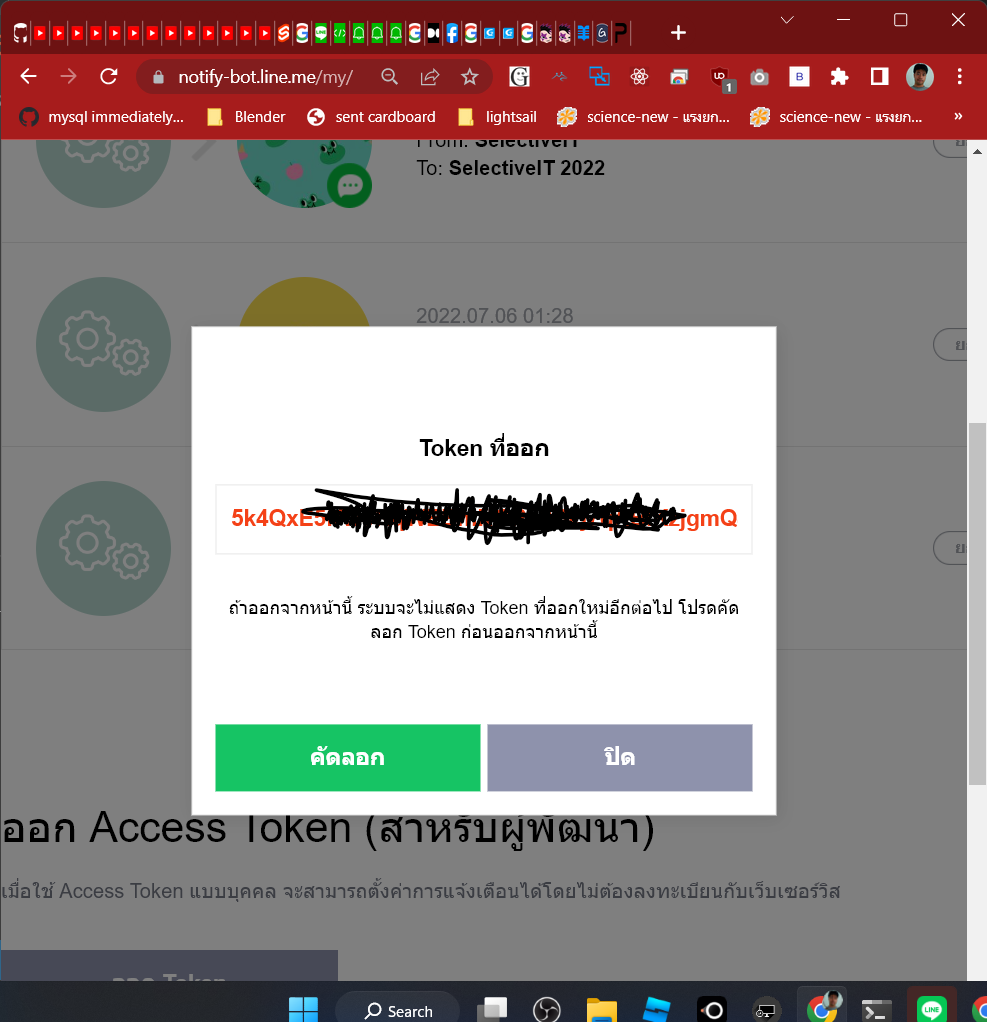 notify-bot.line.me/my/
1
mysql immediately...
Blender
sent cardboard
lightsail
science-new - แรงยก...
science-new - แรงยก...
»
From: SelectiveIT
To: SelectiveIT 2022
2022.07.06 01:28
Token ที่ออก
ถ้าออกจากหน้านี้ ระบบจะไม่แสดง Token ที่ออกใหม่อีกต่อไป โปรดคัด
ลอก Token ก่อนออกจากหน้านี้
คัดลอก
ปิด
ออก Access Token (สำหรับผู้พัฒนา)
เมื่อใช้ Access Token แบบบุคคล จะสามารถตั้งค่าการแจ้งเตือนได้โดยไม่ต้องลงทะเบียนกับเว็บเซอร์วิส
ออก Token
Search